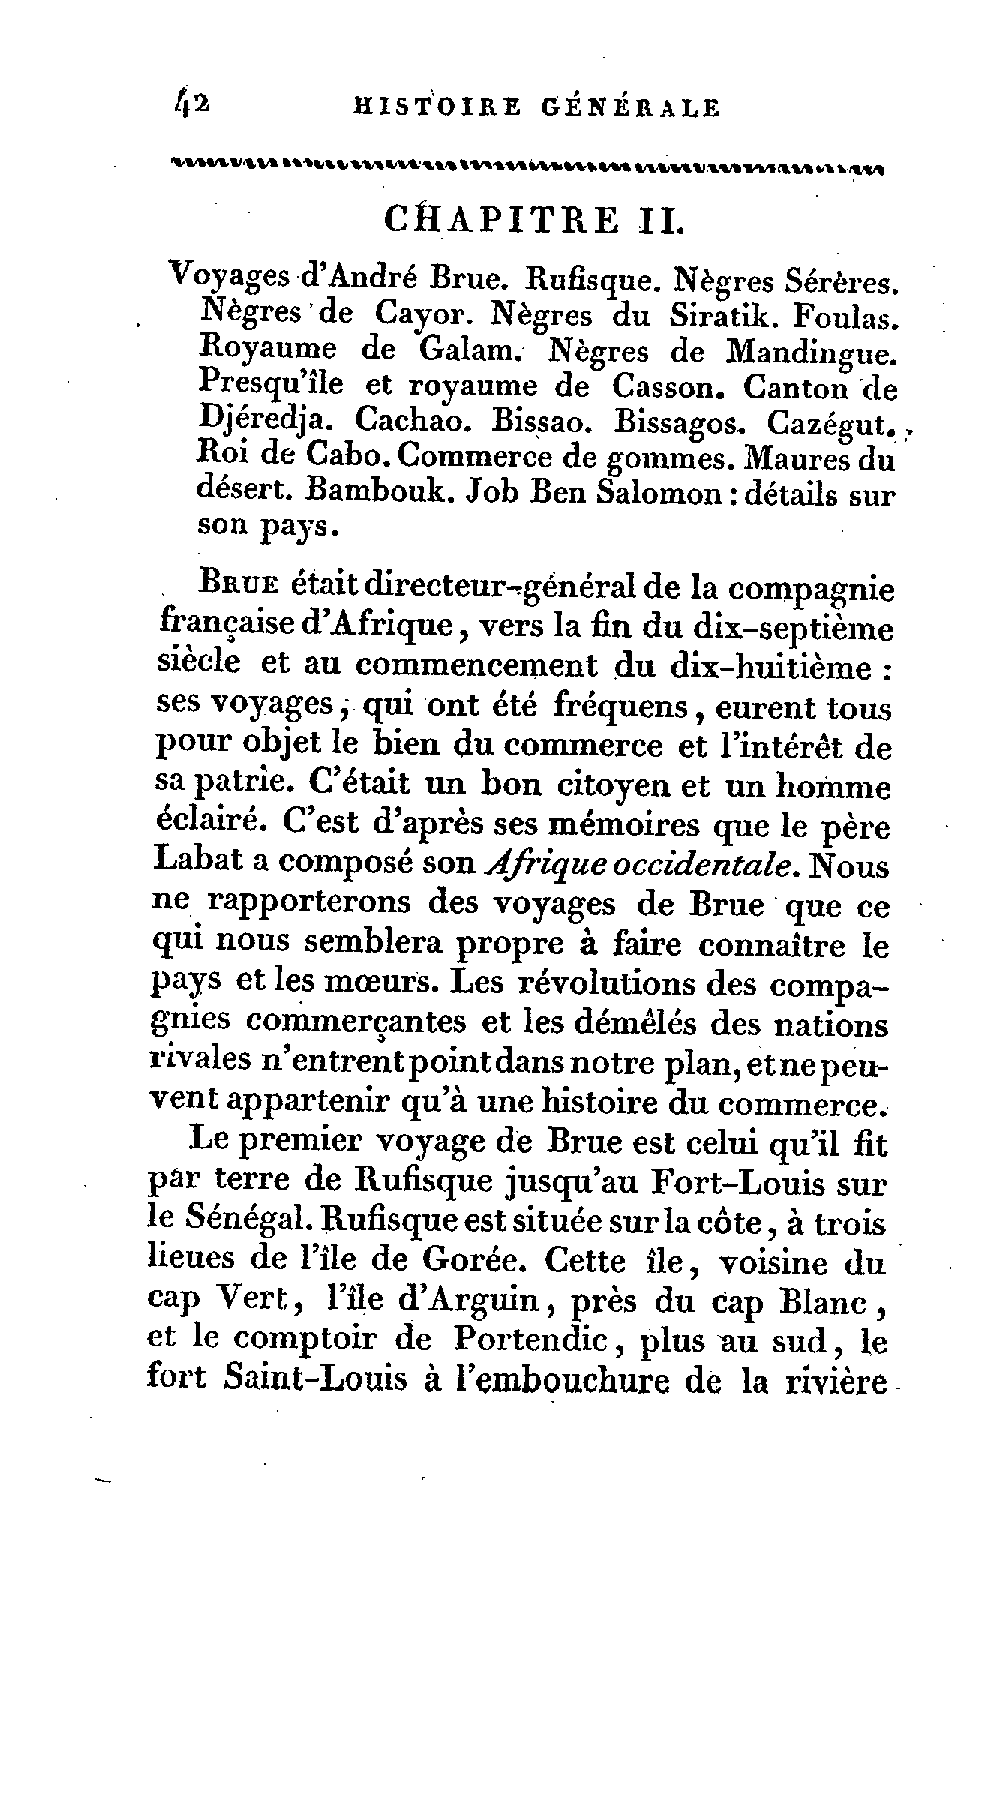 42 HISTOIRE GÉNÉRALE
CHAPITRE II.
Voyages d'André Brue. Rufisque. Nègres Sérères.
Nègres de Cayor. Nègres du Siratik. Foulas.
Royaume de Galam. Nègres de Mandingue.
Presqu'île et royaume de Casson. Canton de
Djéredja. Cachao. Bissao. Bissagos. Cazégut.
Roi de Cabo. Commerce de gommes. Maures du
désert. Bambouk. Job Ben Salomon : détails sur
son pays.
BRUE était directeur-général de la compagnie
française d'Afrique, vers la fin du dix-septième
siècle et au commencement du dix-huitième :
ses voyages, qui ont été fréquens, eurent tous
pour objet le bien du commerce et l'intérêt de
sa patrie. C'était un bon citoyen et un homme
éclairé. C'est d'après ses mémoires que le père
Labat a composé son Afrique occidentale. Nous
ne rapporterons des voyages de Brue que ce
qui nous semblera propre à faire connaître le
pays et les mœurs. Les révolutions des compa-
gnies commerçantes et les démêlés des nations
rivales n'entrent point dans notre plan, et ne peu-
vent appartenir qu'à une histoire du commerce.
Le premier voyage de Brue est celui qu'il fit
par terre de Rufisque jusqu'au Fort-Louis sur
le Sénégal. Rufisque est située sur la côte, à trois
lieues de l'île de Gorée. Cette île, voisine du
cap Vert, l'île d'Arguin, près du cap Blanc,
et le comptoir de Portendic, plus au sud, le
fort Saint-Louis à l'embouchure de la rivière